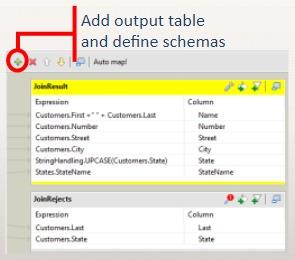 Add output table
and define schemas
Auto map!
JoinResult
Expression Column
Customers.First + " " + Customers.Last Name
Customers.Number Number
Customers.Street Street
Customers.City City
StringHandling.UPCASE(Customers.State) State
States.StateName StateName
JoinRejects
Expression Column
Customers.Last Last
Customers.State State